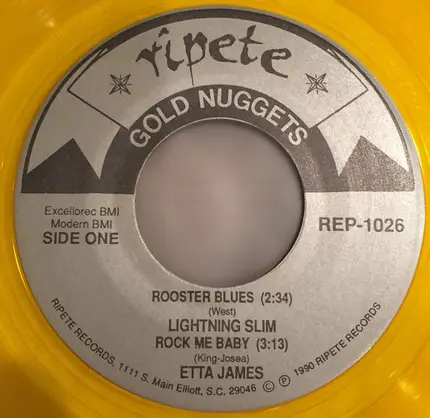 ripete
GOLD NUGGETS
Excellorec BMI
Modern BMI
SIDE ONE
REP-1026
ROOSTER BLUES (2:34)
(West)
LIGHTNING SLIM
ROCK ME BABY (3:13)
(King-Josea)
ETTA JAMES
RIPETE RECORDS, 1111 S. Main Elliott, S.C. 29046 © ℗ 1990 RIPETE RECORDS